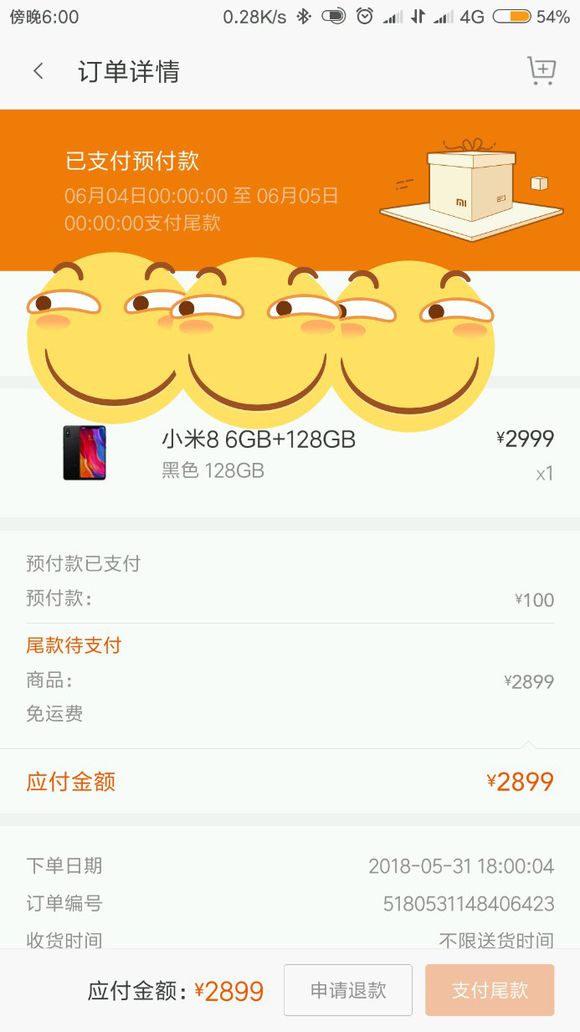 傍晚6:00
0.28K/s
4G
54%
订单详情
已支付预付款
06月04日00:00:00 至 06月05日
00:00:00支付尾款
MI
小米8 6GB+128GB
¥2999
黑色 128GB
x1
预付款已支付
预付款:
¥100
尾款待支付
商品:
¥2899
免运费
应付金额
¥2899
下单日期
2018-05-31 18:00:04
订单编号
5180531148406423
收货时间
不限送货时间
应付金额: ¥2899
申请退款
支付尾款